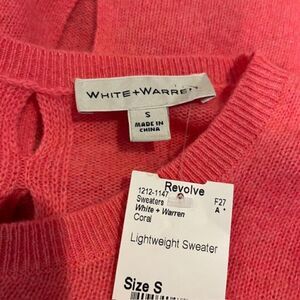 WHITE+WARREN
S
MADE IN
CHINA
Revolve
1212-1147
Sweaters
F27
White + Warren
A *
Coral
Lightweight Sweater
Size S